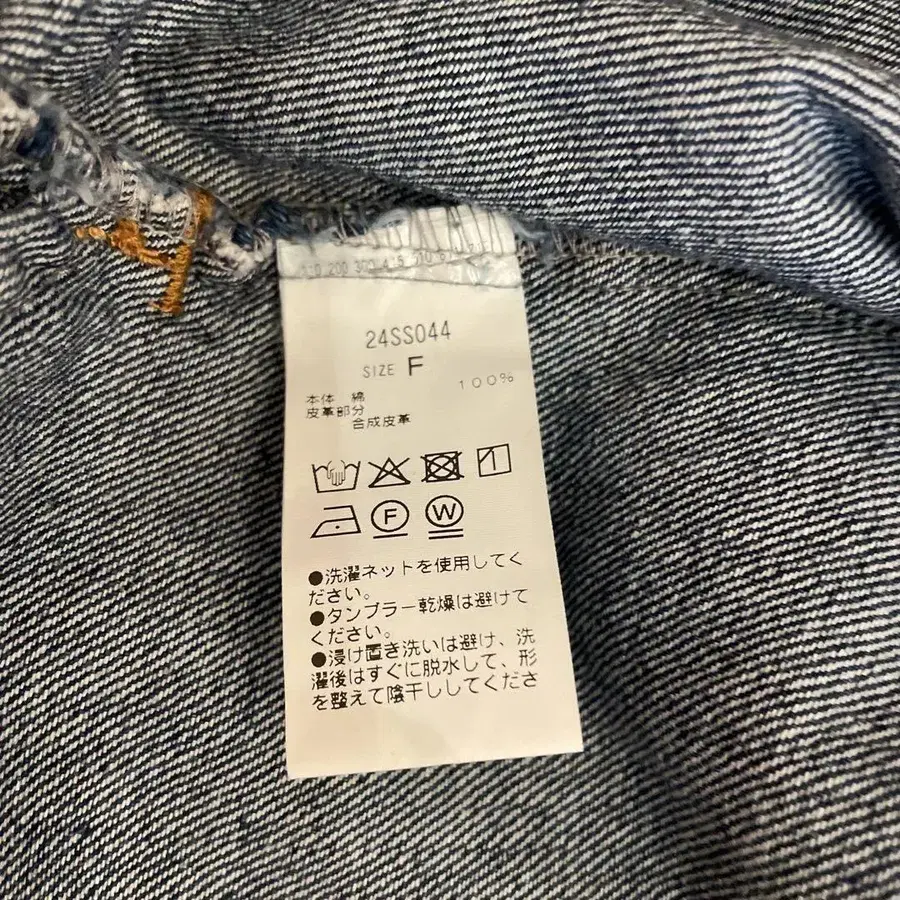 24SS044
SIZE F
本体 綿 100%
皮革部分
合成皮革
F W
●洗濯ネットを使用してく
ださい。
●タンブラー乾燥は避けて
ください。
●浸け置き洗いは避け、洗
濯後はすぐに脱水して、形
を整えて陰干ししてくださ